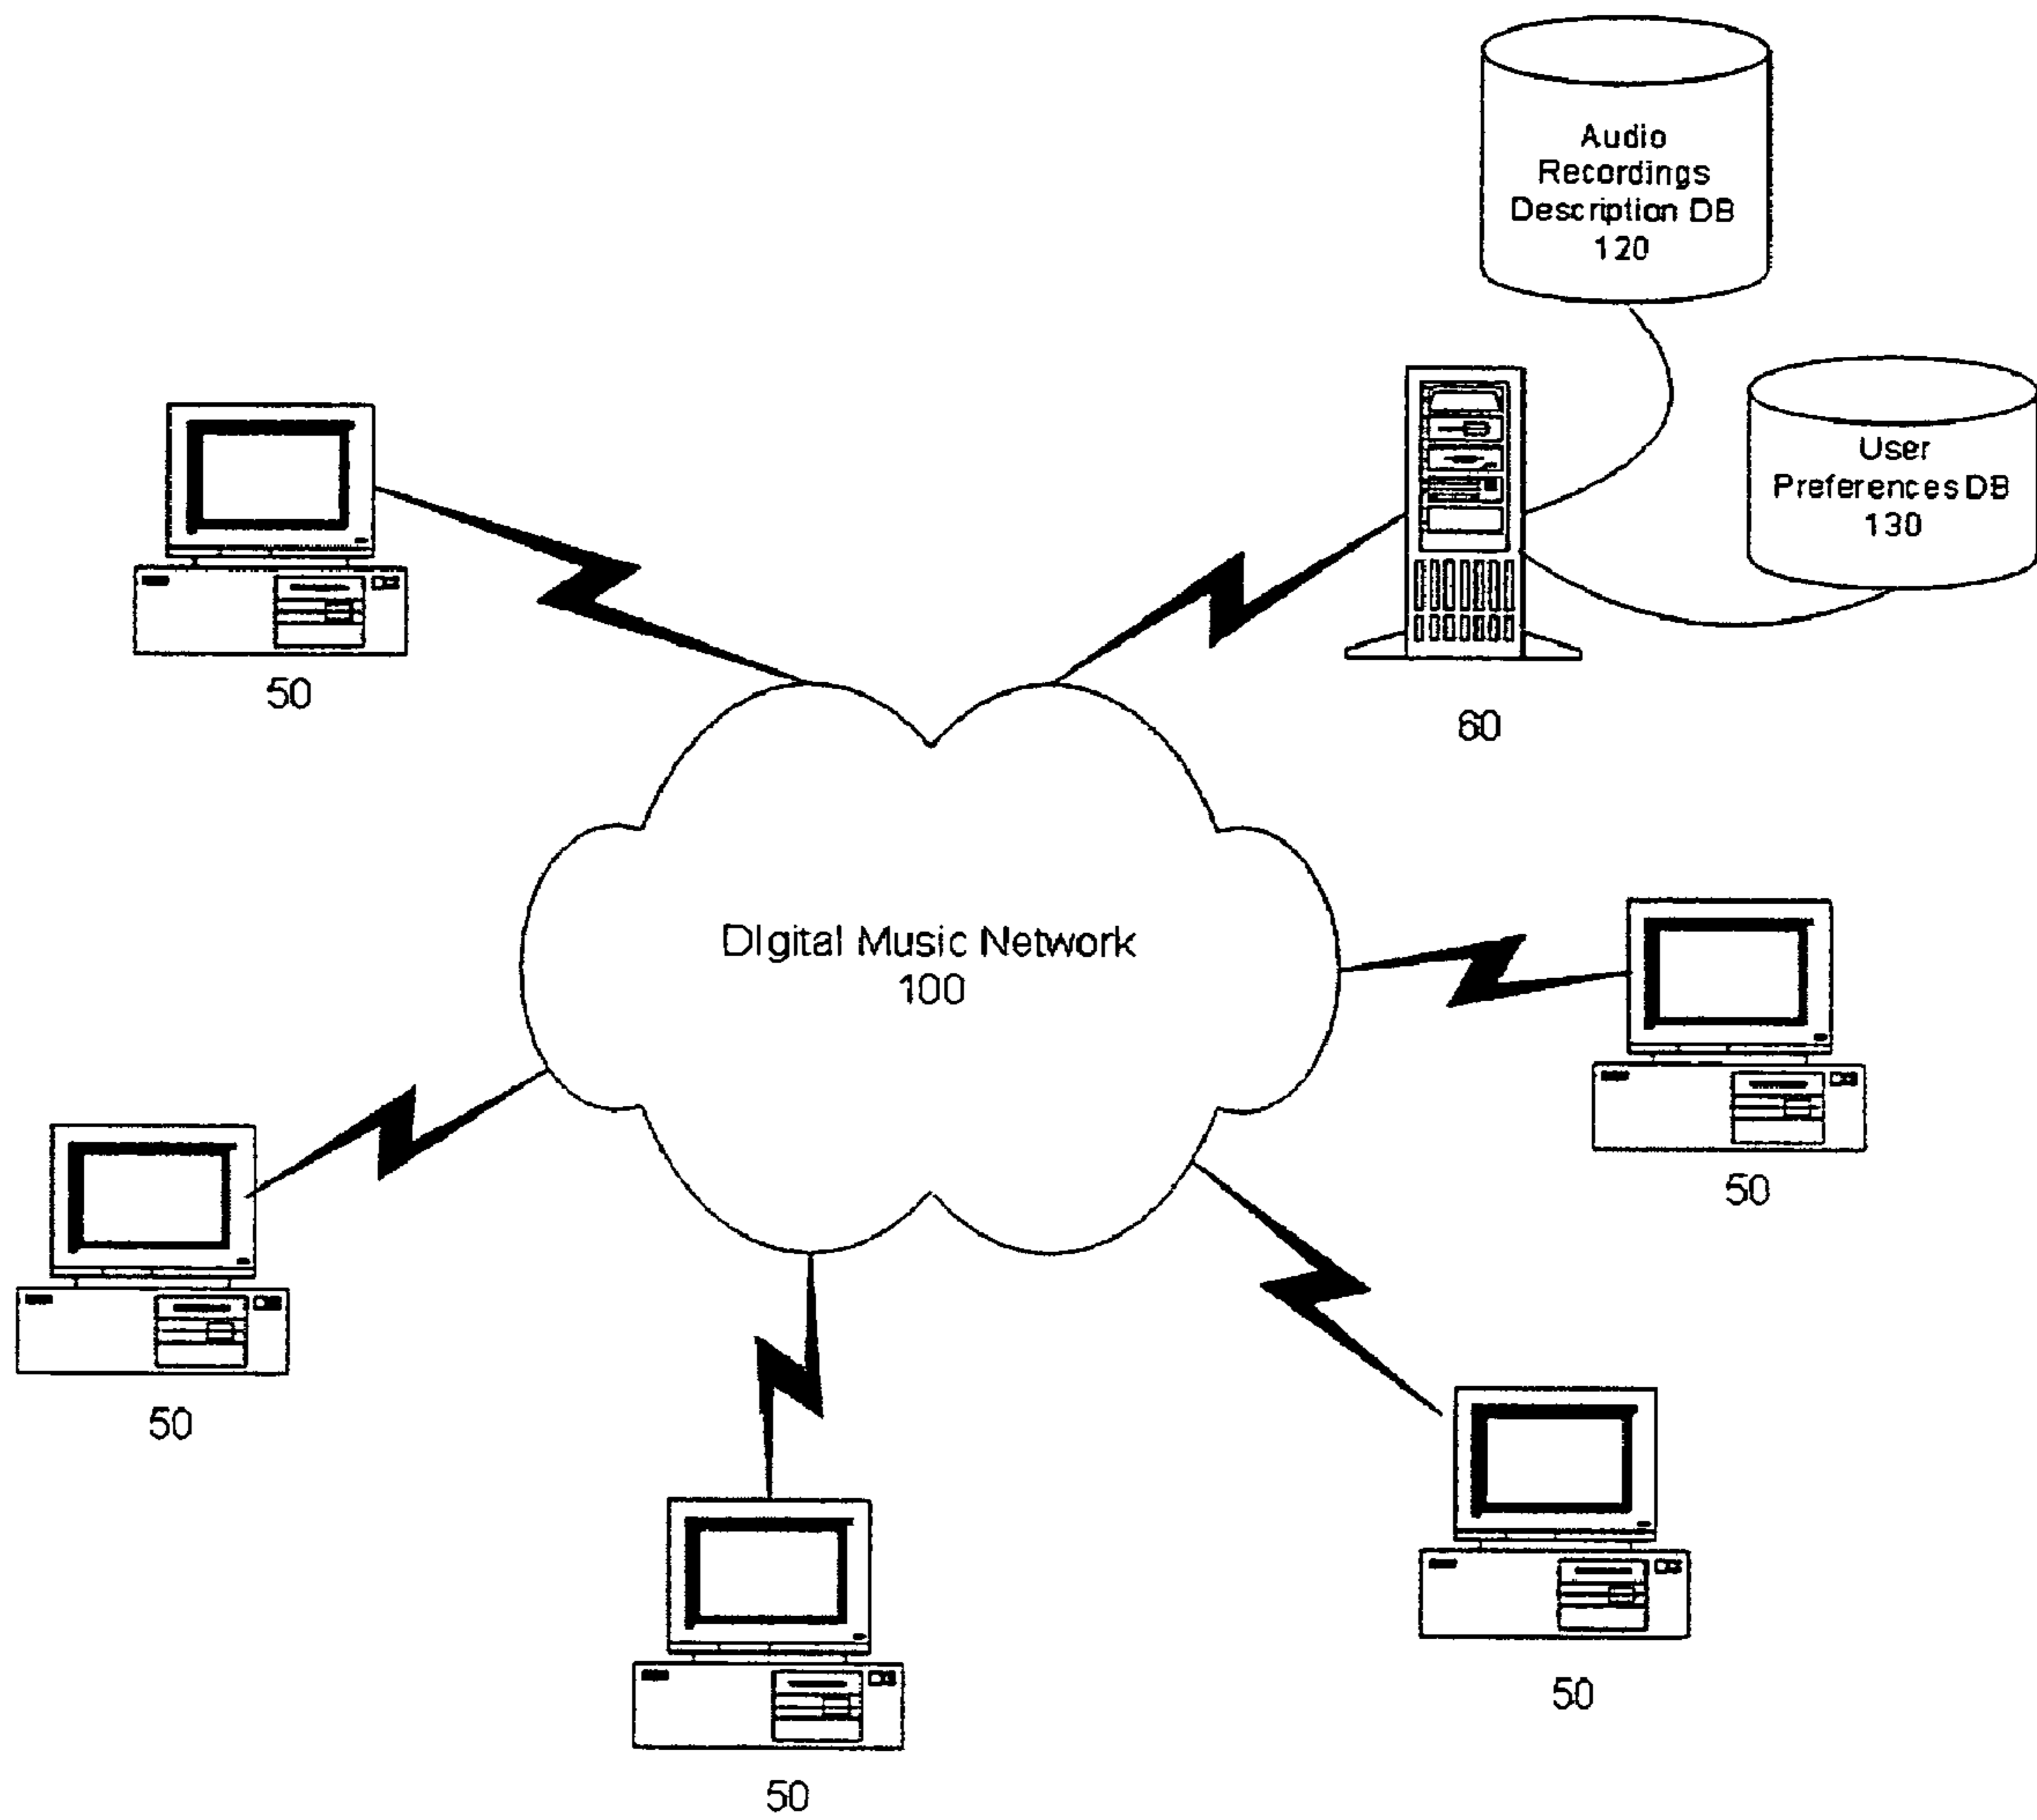 Audio
Recordings
Description DB
120
User
Preferences DB
130
50
60
DIgital Music Network
100
50
50
50
50